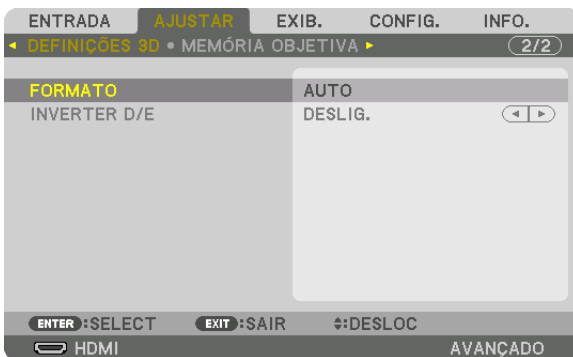 ENTRADA AJUSTAR EXIB. CONFIG. INFO.
DEFINIÇÕES 3D • MEMÓRIA OBJETIVA 2/2
FORMATO AUTO
INVERTER D/E DESLIG.
ENTER :SELECT EXIT :SAIR :DESLOC
HDMI AVANÇADO